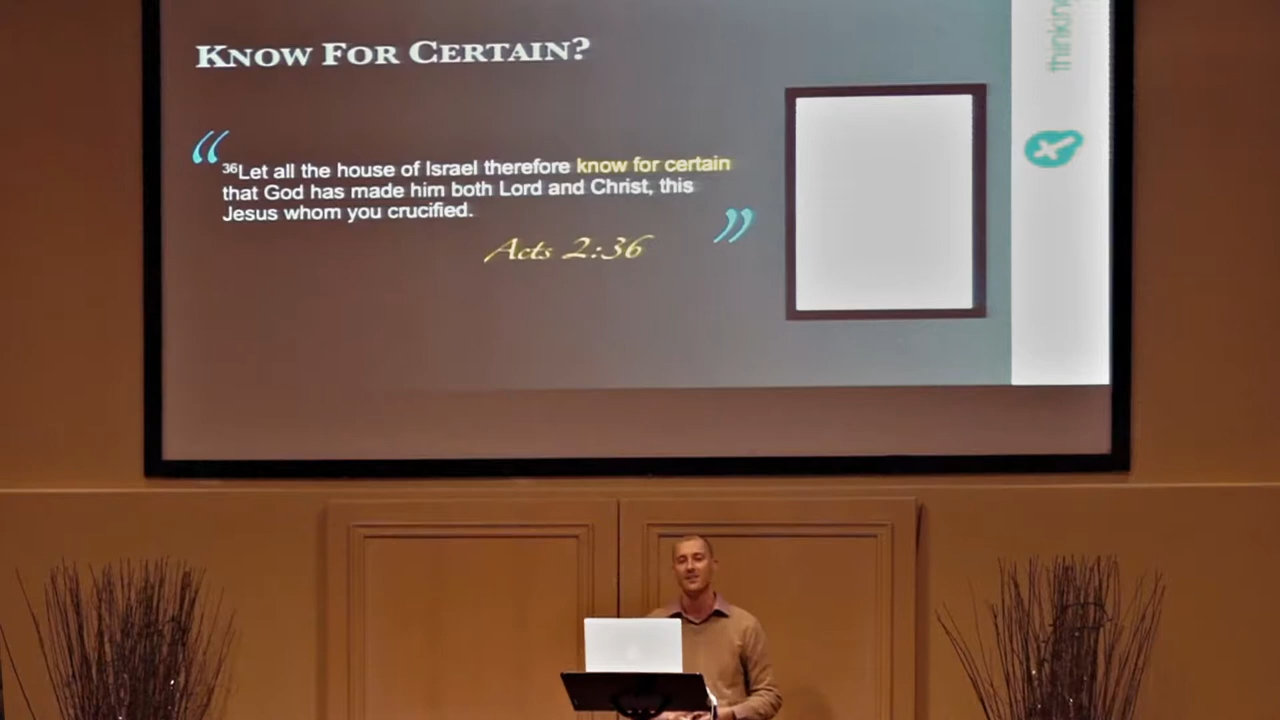 KNOW FOR CERTAIN?
“
³⁶Let all the house of Israel therefore know for certain
that God has made him both Lord and Christ, this
Jesus whom you crucified.
”
Acts 2:36
thinking